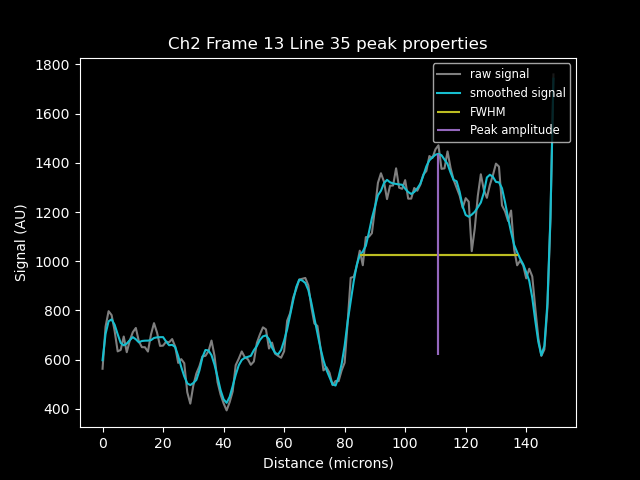 Ch2 Frame 13 Line 35 peak properties
raw signal
smoothed signal
FWHM
Peak amplitude
Signal (AU)
1800
1600
1400
1200
1000
800
600
400
0 20 40 60 80 100 120 140
Distance (microns)